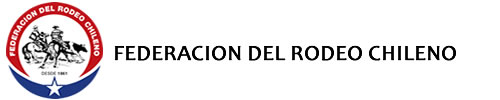 FEDERACION DEL RODEO CHILENO
DESDE 1961
FEDERACION DEL RODEO CHILENO